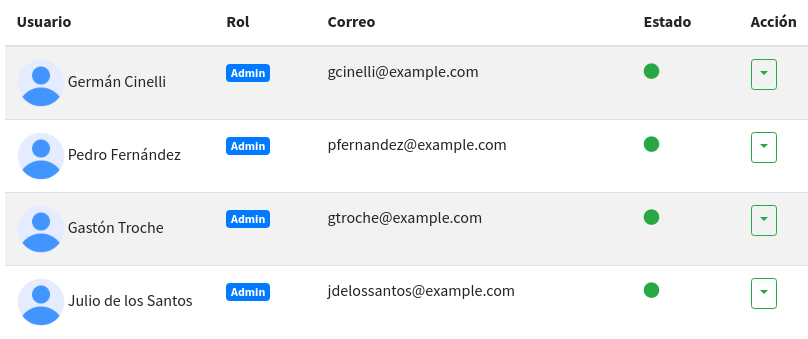 Usuario Rol Correo Estado Acción
Germán Cinelli Admin gcinelli@example.com
Pedro Fernández Admin pfernandez@example.com
Gastón Troche Admin gtroche@example.com
Julio de los Santos Admin jdelossantos@example.com